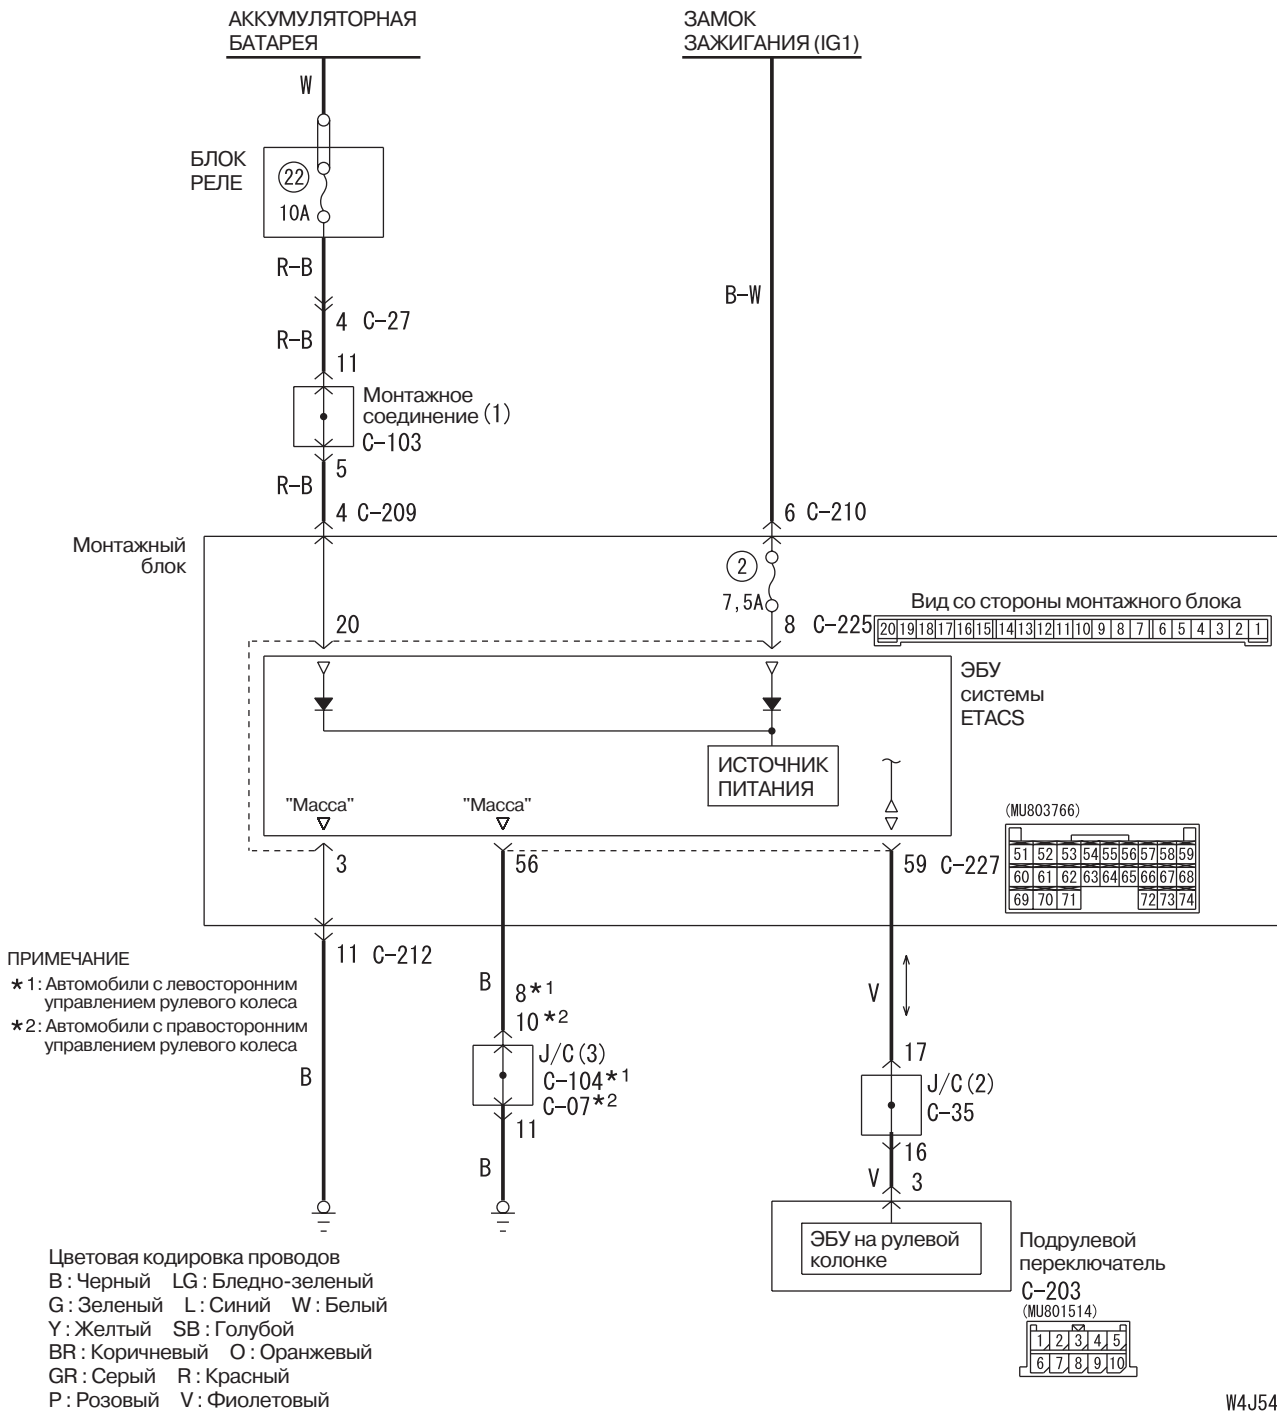 АККУМУЛЯТОРНАЯ
БАТАРЕЯ
ЗАМОК
ЗАЖИГАНИЯ (IG1)
W
БЛОК
РЕЛЕ
22
10A
R-B
B-W
4 C-27
R-B
11
Монтажное
соединение (1)
C-103
5
R-B
4 C-209
6 C-210
Монтажный
блок
2
7,5A
Вид со стороны монтажного блока
20
8 C-225
20 19 18 17 16 15 14 13 12 11 10 9 8 7 6 5 4 3 2 1
ЭБУ
системы
ETACS
ИСТОЧНИК
ПИТАНИЯ
"Масса"
"Масса"
(MU803766)
51 52 53 54 55 56 57 58 59
60 61 62 63 64 65 66 67 68
69 70 71 72 73 74
3
56
59 C-227
11 C-212
ПРИМЕЧАНИЕ
*1: Автомобили с левосторонним
управлением рулевого колеса
*2: Автомобили с правосторонним
управлением рулевого колеса
B
B
8*1
10*2
J/C(3)
C-104*1
C-07*2
11
B
V
17
J/C(2)
C-35
16
V
3
ЭБУ на рулевой
колонке
Подрулевой
переключатель
C-203
(MU801514)
1 2 3 4 5
6 7 8 9 10
Цветовая кодировка проводов
B : Черный LG : Бледно-зеленый
G : Зеленый L : Синий W : Белый
Y : Желтый SB : Голубой
BR : Коричневый O : Оранжевый
GR : Серый R : Красный
P : Розовый V : Фиолетовый
W4J54